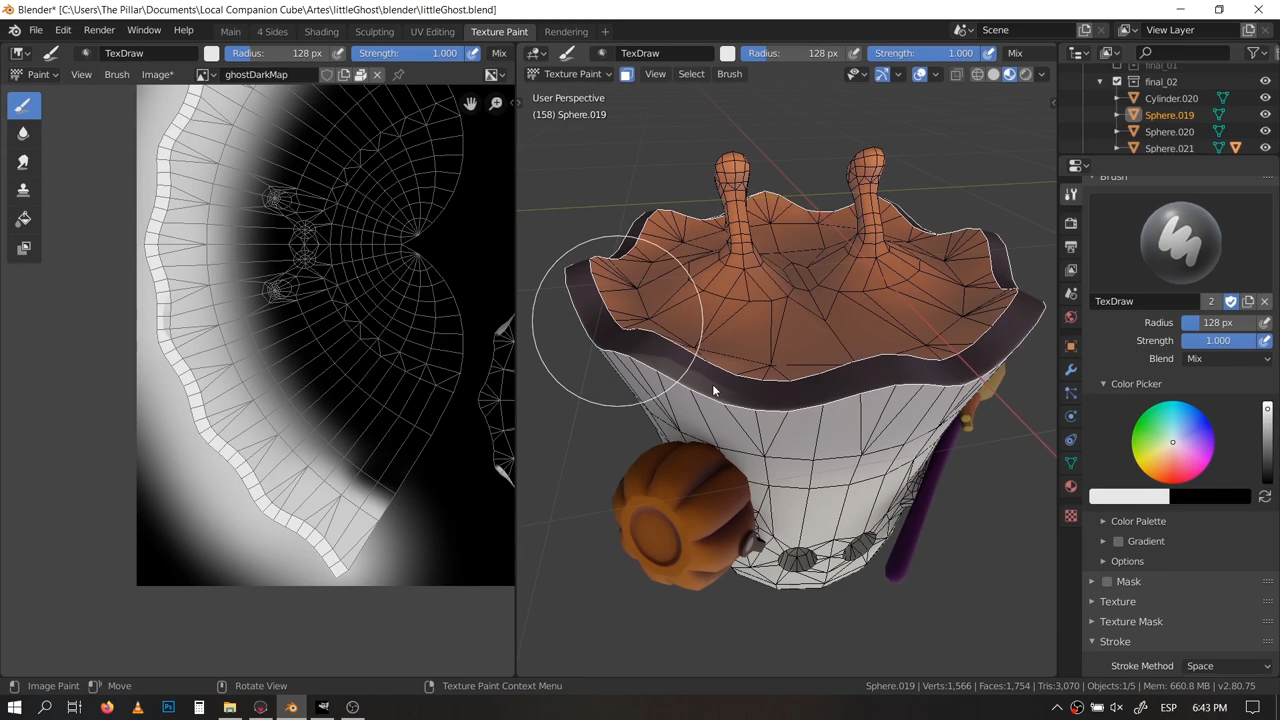 Blender* [C:\Users\The Pillar\Documents\Local Companion Cube\Artes\littleGhost\blender\littleGhost.blend]
File Edit Render Window Help Main 4 Sides Shading Sculpting UV Editing Texture Paint Rendering + Scene View Layer
TexDraw Radius: 128 px Strength: 1.000 Mix TexDraw Radius: 128 px Strength: 1.000 Mix
Paint View Brush Image* ghostDarkMap Texture Paint View Select Brush
final_01
final_02
Cylinder.020
Sphere.019
Sphere.020
Sphere.021
User Perspective
(158) Sphere.019
Brush
TexDraw 2
Radius 128 px
Strength 1.000
Blend Mix
Color Picker
Color Palette
Gradient
Options
Mask
Texture
Texture Mask
Stroke
Stroke Method Space
Image Paint Move Rotate View Texture Paint Context Menu Sphere.019 | Verts:1,566 | Faces:1,754 | Tris:3,070 | Objects:1/5 | Mem: 660.8 MB | v2.80.75
ESP 6:43 PM